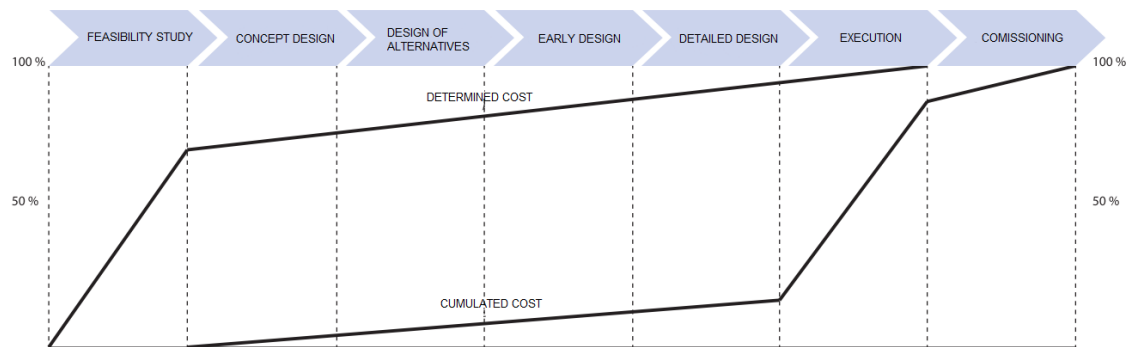 FEASIBILITY STUDY
CONCEPT DESIGN
DESIGN OF
ALTERNATIVES
EARLY DESIGN
DETAILED DESIGN
EXECUTION
COMISSIONING
100 %
100 %
DETERMINED COST
50 %
50 %
CUMULATED COST